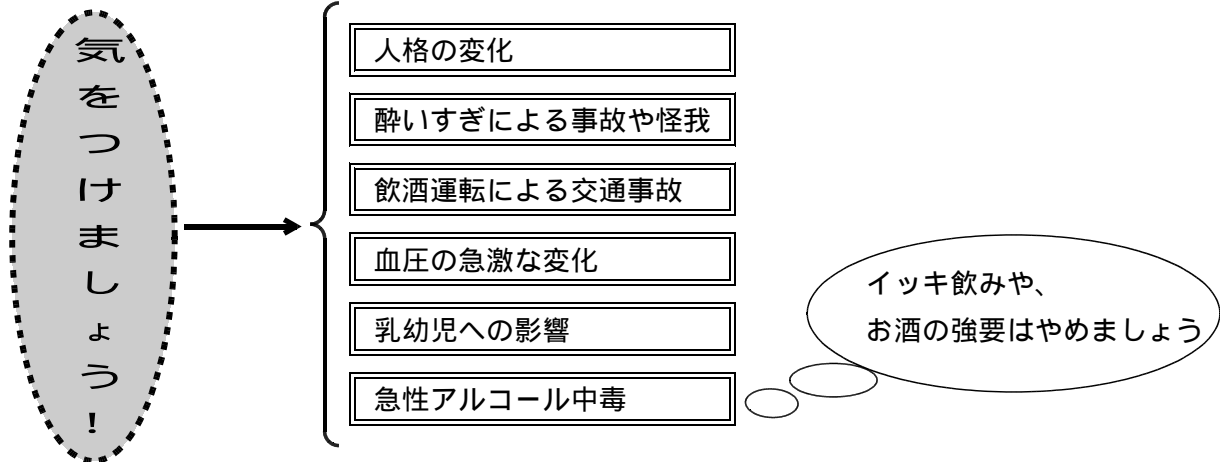 気をつけましょう!
人格の変化
酔いすぎによる事故や怪我
飲酒運転による交通事故
血圧の急激な変化
乳幼児への影響
急性アルコール中毒
イッキ飲みや、
お酒の強要はやめましょう